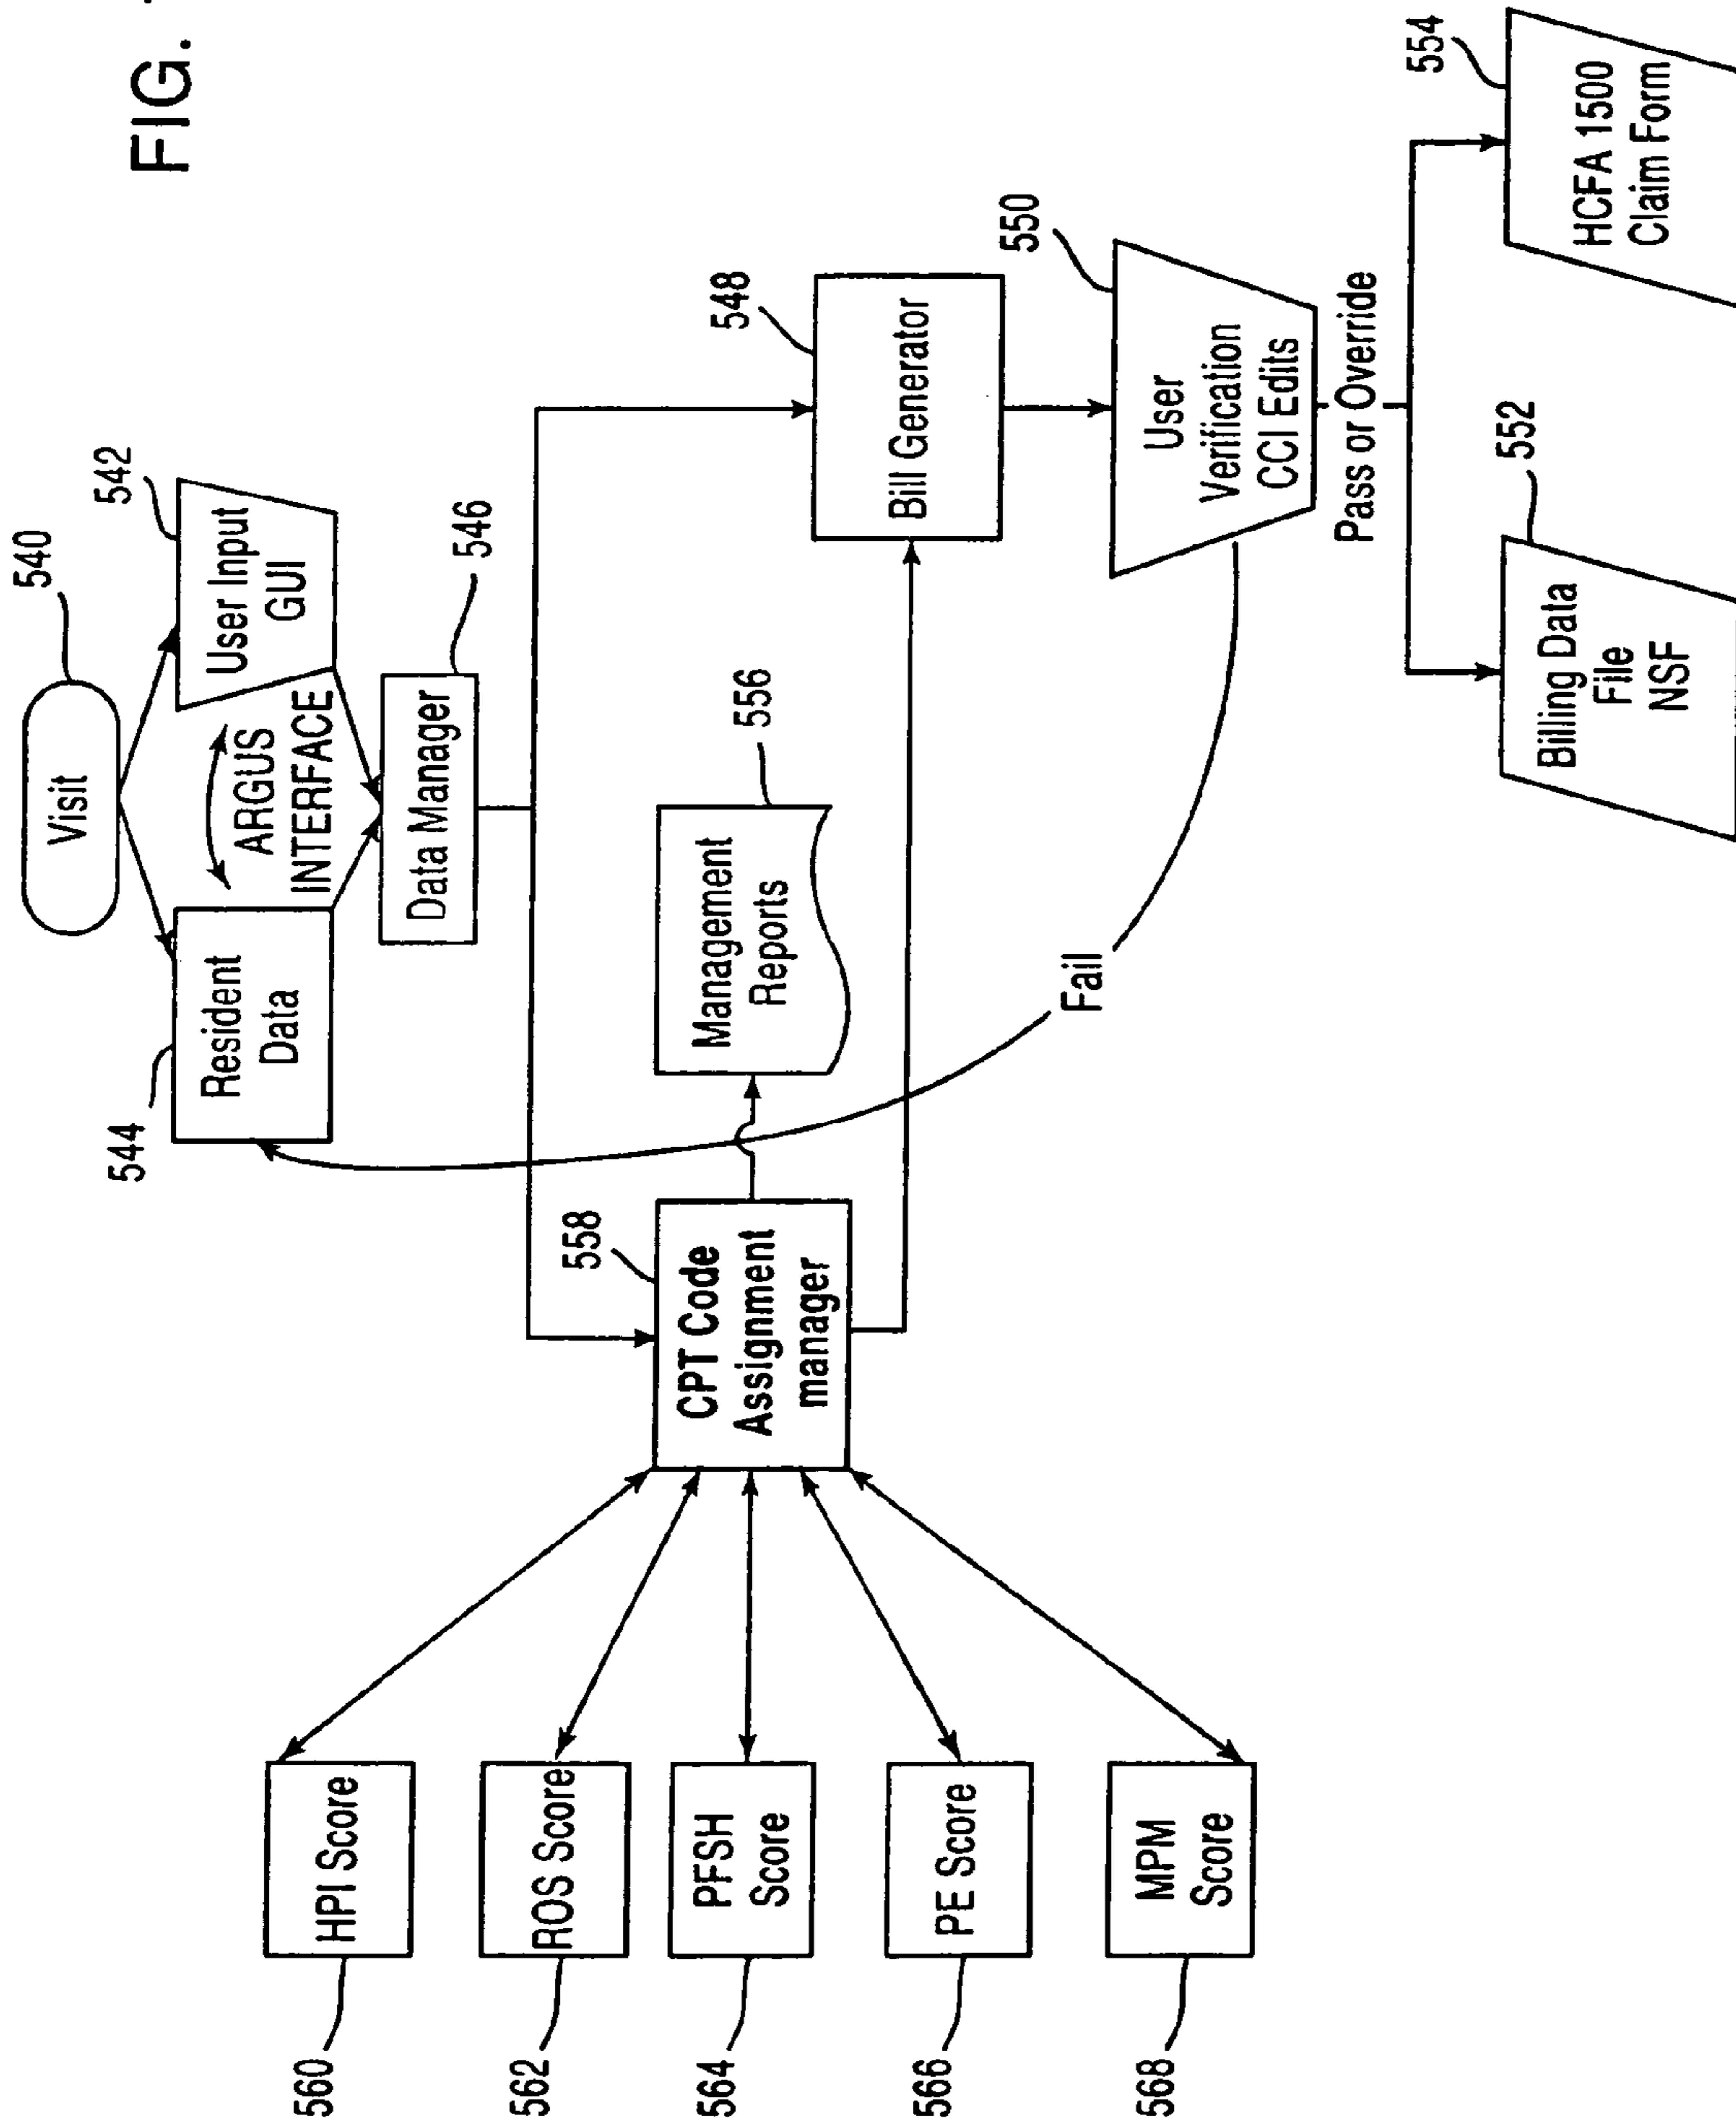 FIG.
540
Visit
542
User Input
GUI
544
Resident
Data
ARGUS
INTERFACE
546
Data Manager
548
Bill Generator
550
User
Verification
CCI Edits
Pass or Override
552
Billing Data
File
NSF
554
HCFA 1500
Claim Form
556
Management
Reports
Fail
558
CPT Code
Assignment
manager
560
HPI Score
562
ROS Score
564
PFSH
Score
566
PE Score
568
MPM
Score